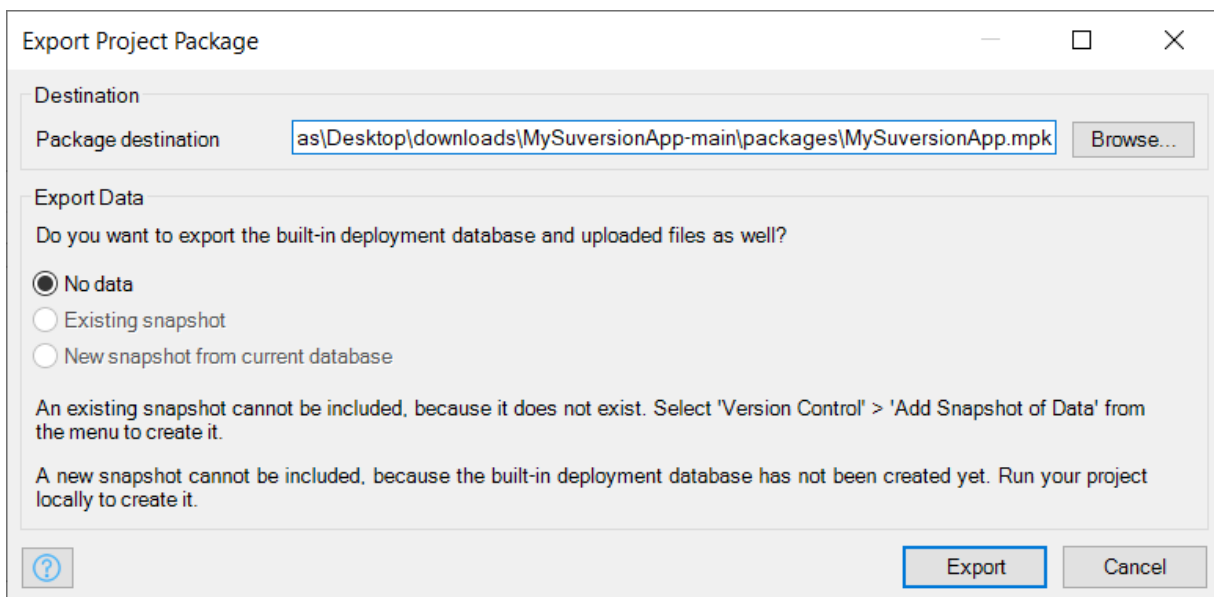 Export Project Package
Destination
Package destination
as\Desktop\downloads\MySuversionApp-main\packages\MySuversionApp.mpk
Browse...
Export Data
Do you want to export the built-in deployment database and uploaded files as well?
No data
Existing snapshot
New snapshot from current database
An existing snapshot cannot be included, because it does not exist. Select 'Version Control' > 'Add Snapshot of Data' from
the menu to create it.
A new snapshot cannot be included, because the built-in deployment database has not been created yet. Run your project
locally to create it.
?
Export
Cancel